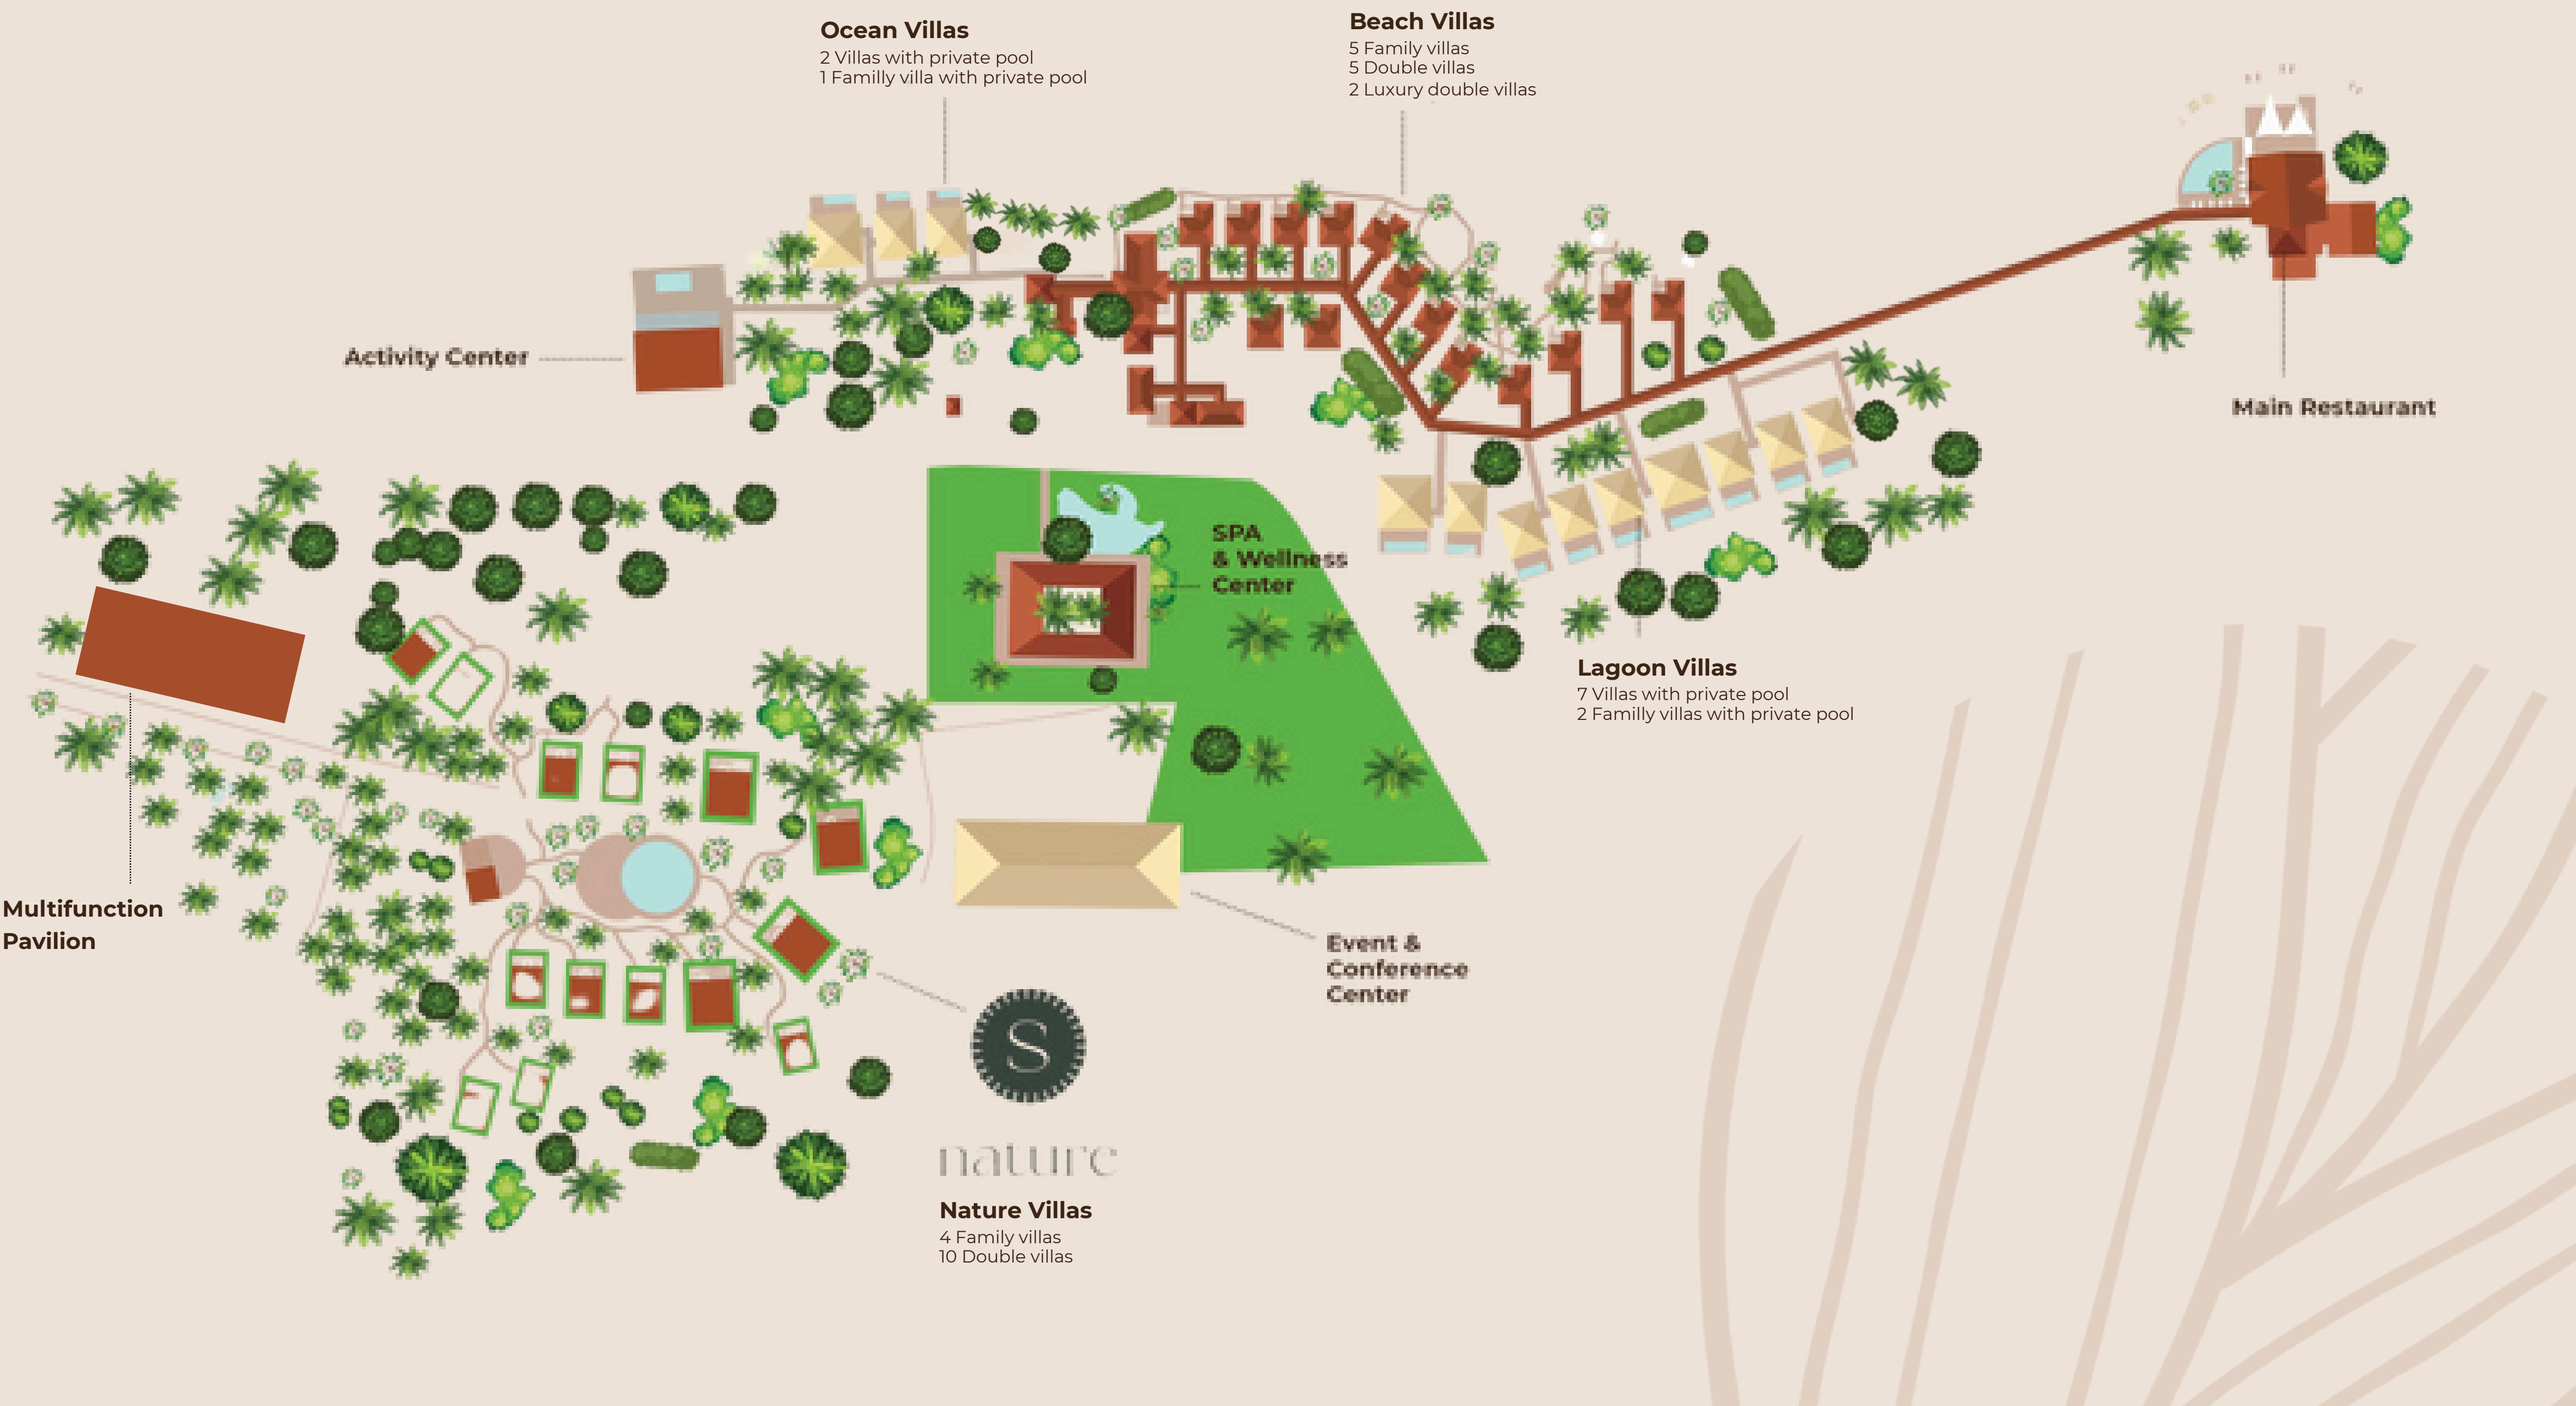 Ocean Villas
2 Villas with private pool
1 Familly villa with private pool
Beach Villas
5 Family villas
5 Double villas
2 Luxury double villas
Activity Center
Main Restaurant
SPA
& Wellness
Center
Lagoon Villas
7 Villas with private pool
2 Familly villas with private pool
Multifunction
Pavilion
Event &
Conference
Center
S
nature
Nature Villas
4 Family villas
10 Double villas